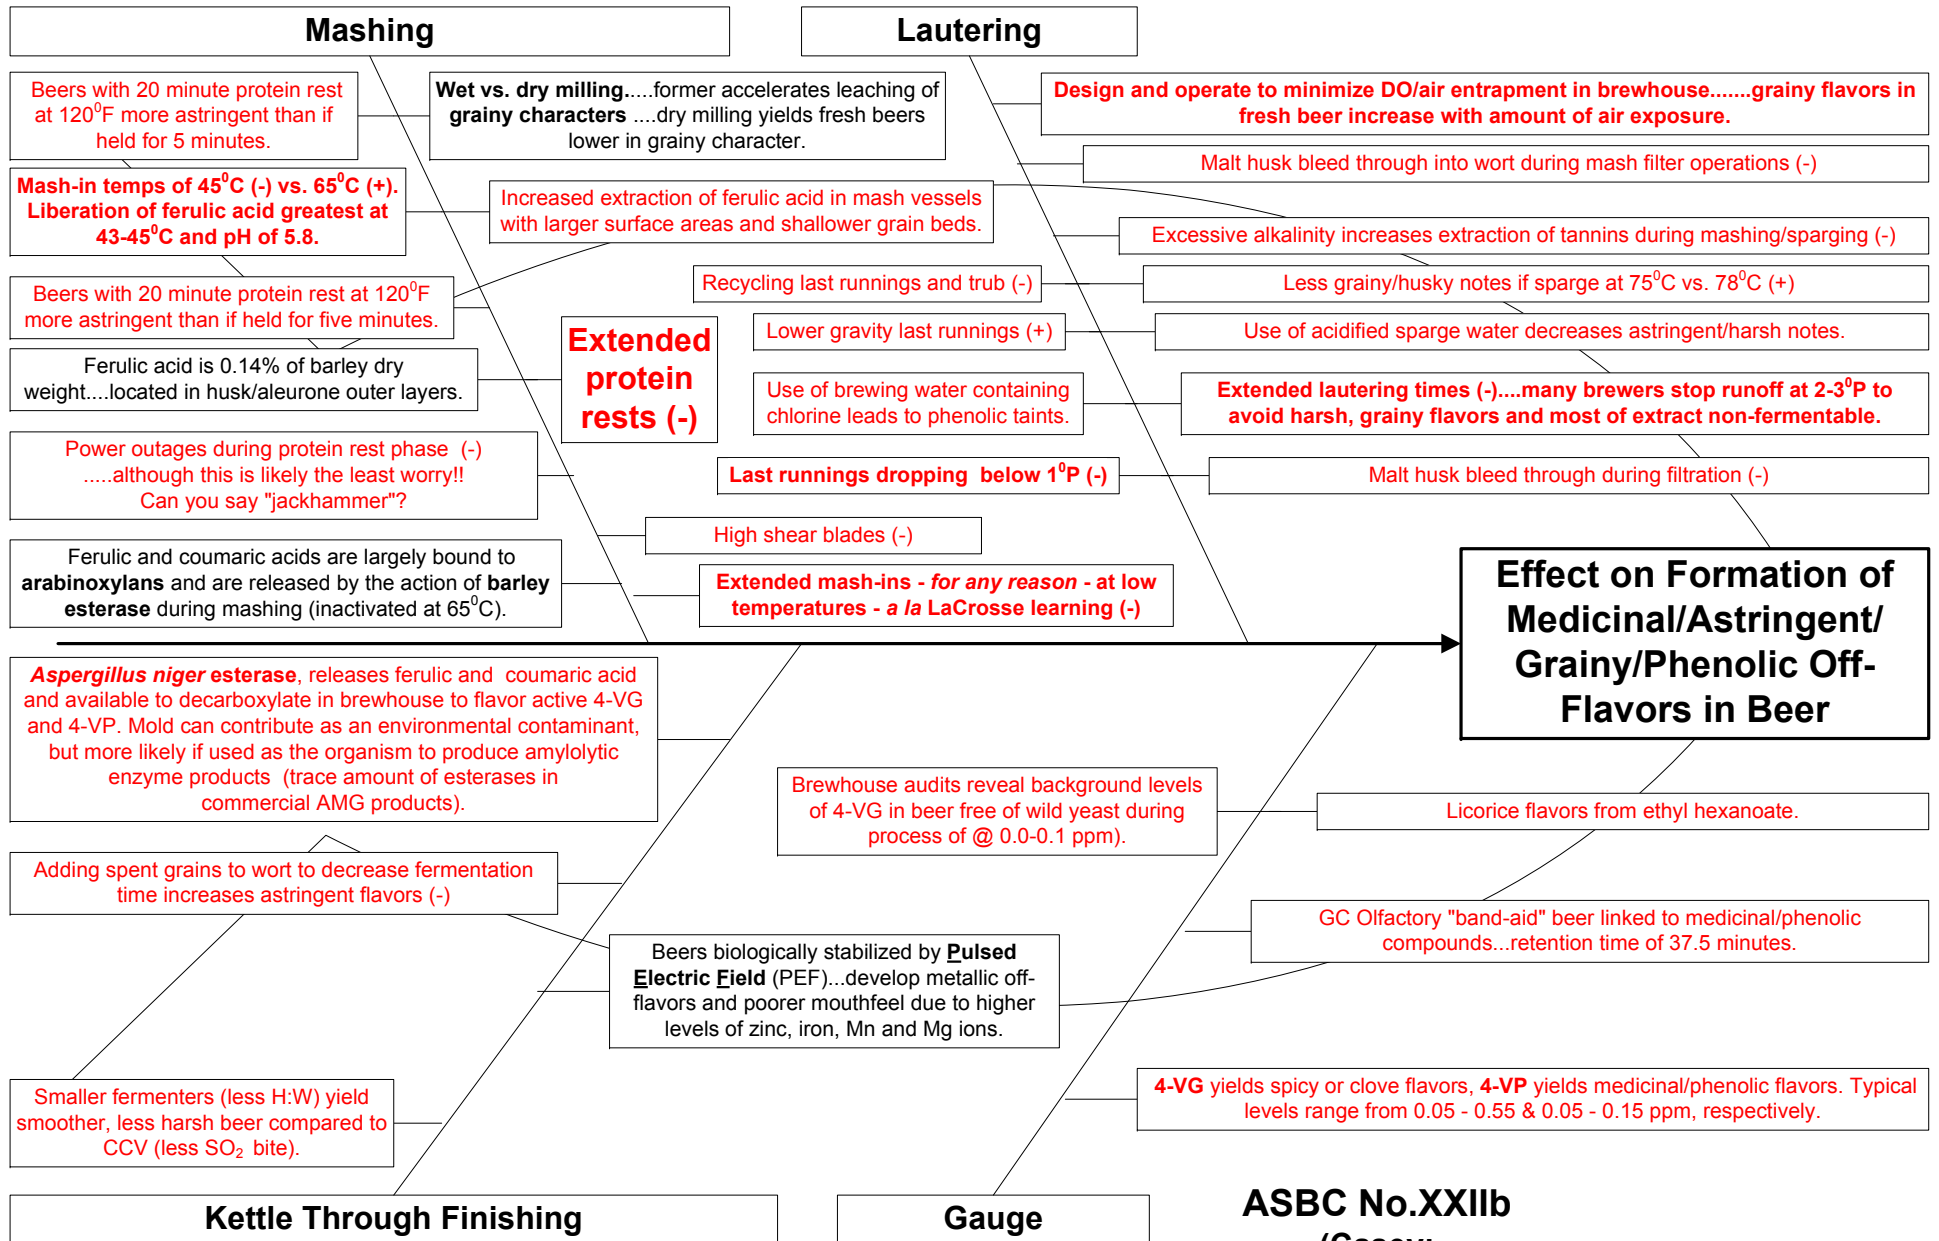 Mashing
Lautering
Beers with 20 minute protein rest
at 120⁰F more astringent than if
held for 5 minutes.
Wet vs. dry milling.....former accelerates leaching of
grainy characters ....dry milling yields fresh beers
lower in grainy character.
Design and operate to minimize DO/air entrapment in brewhouse.......grainy flavors in
fresh beer increase with amount of air exposure.
Malt husk bleed through into wort during mash filter operations (-)
Mash-in temps of 45⁰C (-) vs. 65⁰C (+).
Liberation of ferulic acid greatest at
43-45⁰C and pH of 5.8.
Increased extraction of ferulic acid in mash vessels
with larger surface areas and shallower grain beds.
Excessive alkalinity increases extraction of tannins during mashing/sparging (-)
Beers with 20 minute protein rest at 120⁰F
more astringent than if held for five minutes.
Recycling last runnings and trub (-)
Less grainy/husky notes if sparge at 75⁰C vs. 78⁰C (+)
Lower gravity last runnings (+)
Use of acidified sparge water decreases astringent/harsh notes.
Ferulic acid is 0.14% of barley dry
weight....located in husk/aleurone outer layers.
Extended
protein
rests (-)
Use of brewing water containing
chlorine leads to phenolic taints.
Extended lautering times (-)....many brewers stop runoff at 2-3⁰P to
avoid harsh, grainy flavors and most of extract non-fermentable.
Power outages during protein rest phase  (-)
.....although this is likely the least worry!!
Can you say "jackhammer"?
Last runnings dropping  below 1⁰P (-)
Malt husk bleed through during filtration (-)
High shear blades (-)
Ferulic and coumaric acids are largely bound to
arabinoxylans and are released by the action of barley
esterase during mashing (inactivated at 65⁰C).
Extended mash-ins - for any reason - at low
temperatures - a la LaCrosse learning (-)
Effect on Formation of
Medicinal/Astringent/
Grainy/Phenolic Off-
Flavors in Beer
Aspergillus niger esterase, releases ferulic and  coumaric acid
and available to decarboxylate in brewhouse to flavor active 4-VG
and 4-VP. Mold can contribute as an environmental contaminant,
but more likely if used as the organism to produce amylolytic
enzyme products  (trace amount of esterases in
commercial AMG products).
Brewhouse audits reveal background levels
of 4-VG in beer free of wild yeast during
process of @ 0.0-0.1 ppm).
Licorice flavors from ethyl hexanoate.
Adding spent grains to wort to decrease fermentation
time increases astringent flavors (-)
GC Olfactory "band-aid" beer linked to medicinal/phenolic
compounds...retention time of 37.5 minutes.
Beers biologically stabilized by Pulsed
Electric Field (PEF)...develop metallic off-
flavors and poorer mouthfeel due to higher
levels of zinc, iron, Mn and Mg ions.
Smaller fermenters (less H:W) yield
smoother, less harsh beer compared to
CCV (less SO₂ bite).
4-VG yields spicy or clove flavors, 4-VP yields medicinal/phenolic flavors. Typical
levels range from 0.05 - 0.55 & 0.05 - 0.15 ppm, respectively.
Kettle Through Finishing
Gauge
ASBC No.XXIIb